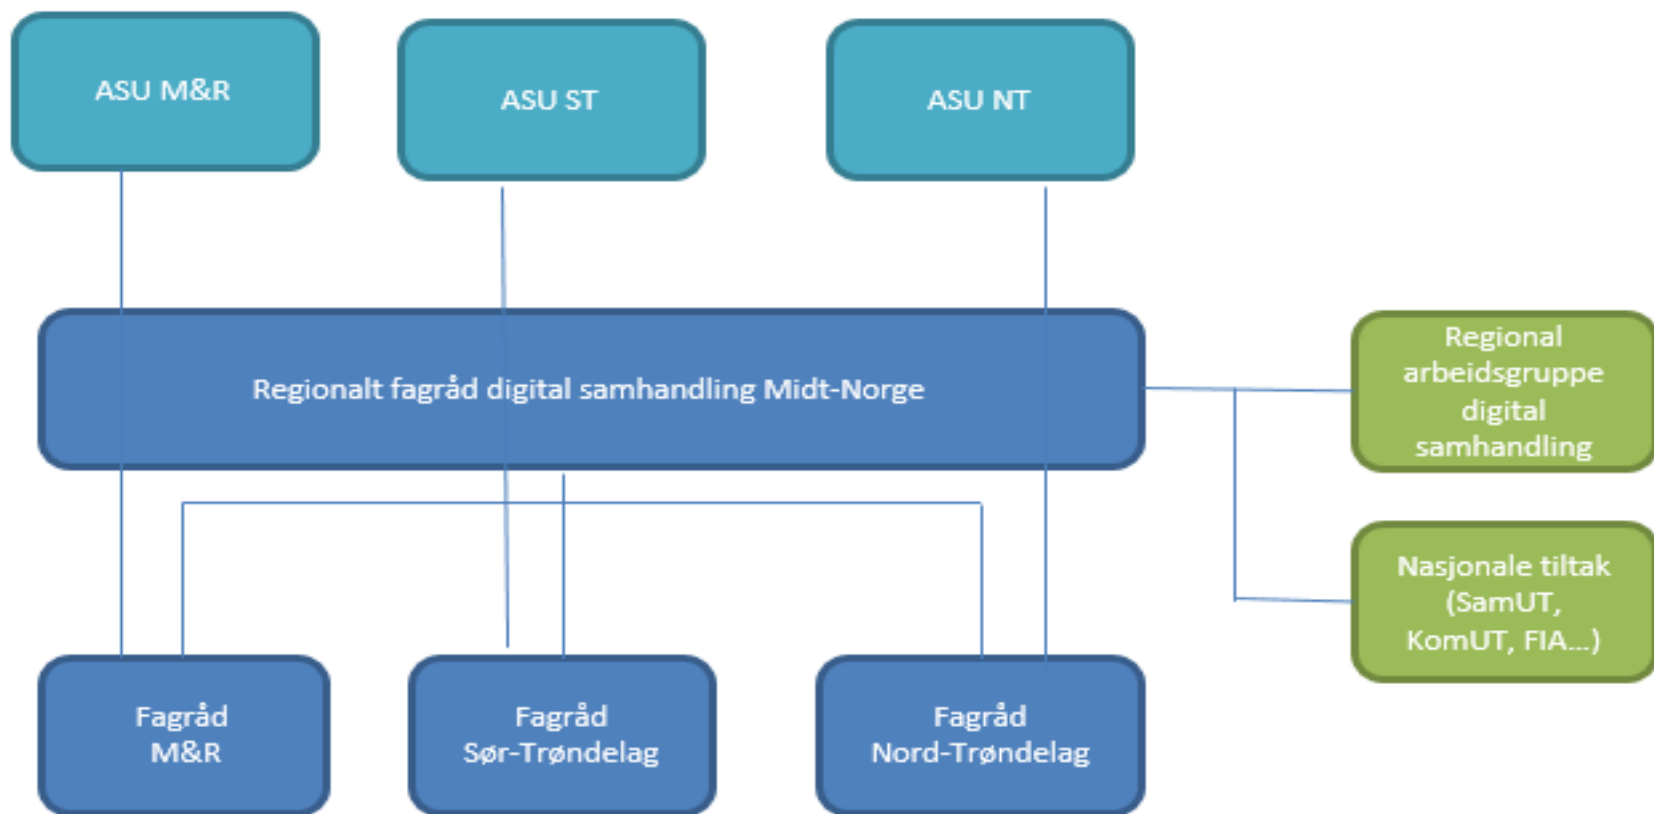 ASU M&R
ASU ST
ASU NT
Regionalt fagråd digital samhandling Midt-Norge
Regional
arbeidsgruppe
digital
samhandling
Nasjonale tiltak
(SamUT,
KomUT, FIA...)
Fagråd
M&R
Fagråd
Sør-Trøndelag
Fagråd
Nord-Trøndelag